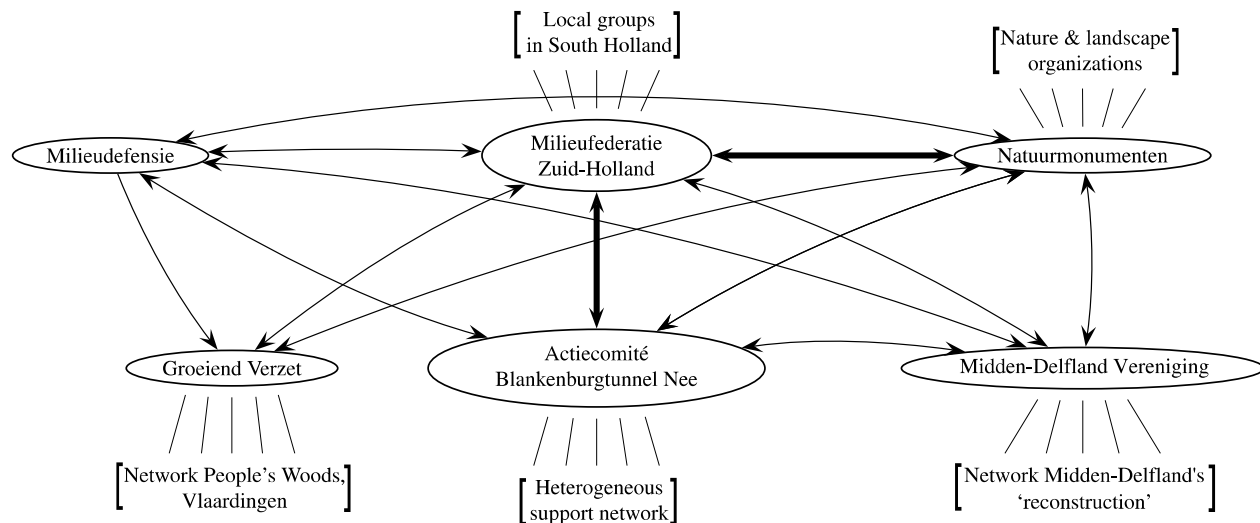 Local groups
in South Holland
Nature & landscape
organizations
Milieudefensie
Milieufederatie
Zuid-Holland
Natuurmonumenten
Groeiend Verzet
Actiecomité
Blankenburgtunnel Nee
Midden-Delfland Vereniging
Network People’s Woods,
Vlaardingen
Heterogeneous
support network
Network Midden-Delfland's
‘reconstruction’